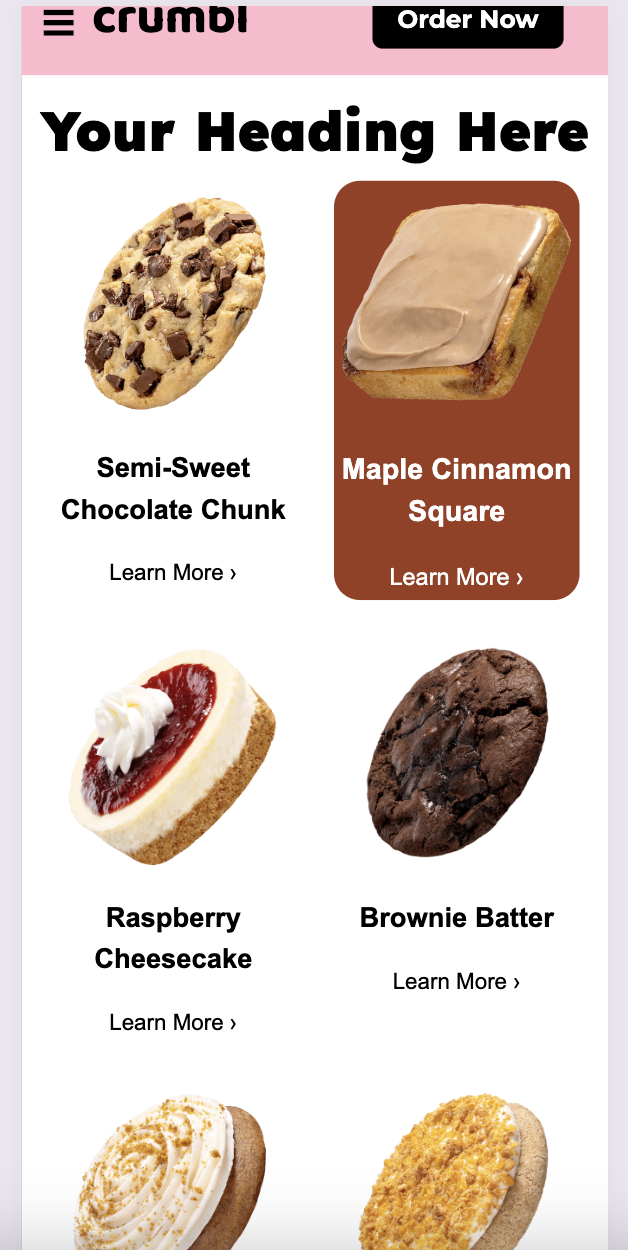 crumbl
Order Now
Your Heading Here
Semi-Sweet
Chocolate Chunk
Learn More ›
Maple Cinnamon
Square
Learn More ›
Raspberry
Cheesecake
Learn More ›
Brownie Batter
Learn More ›